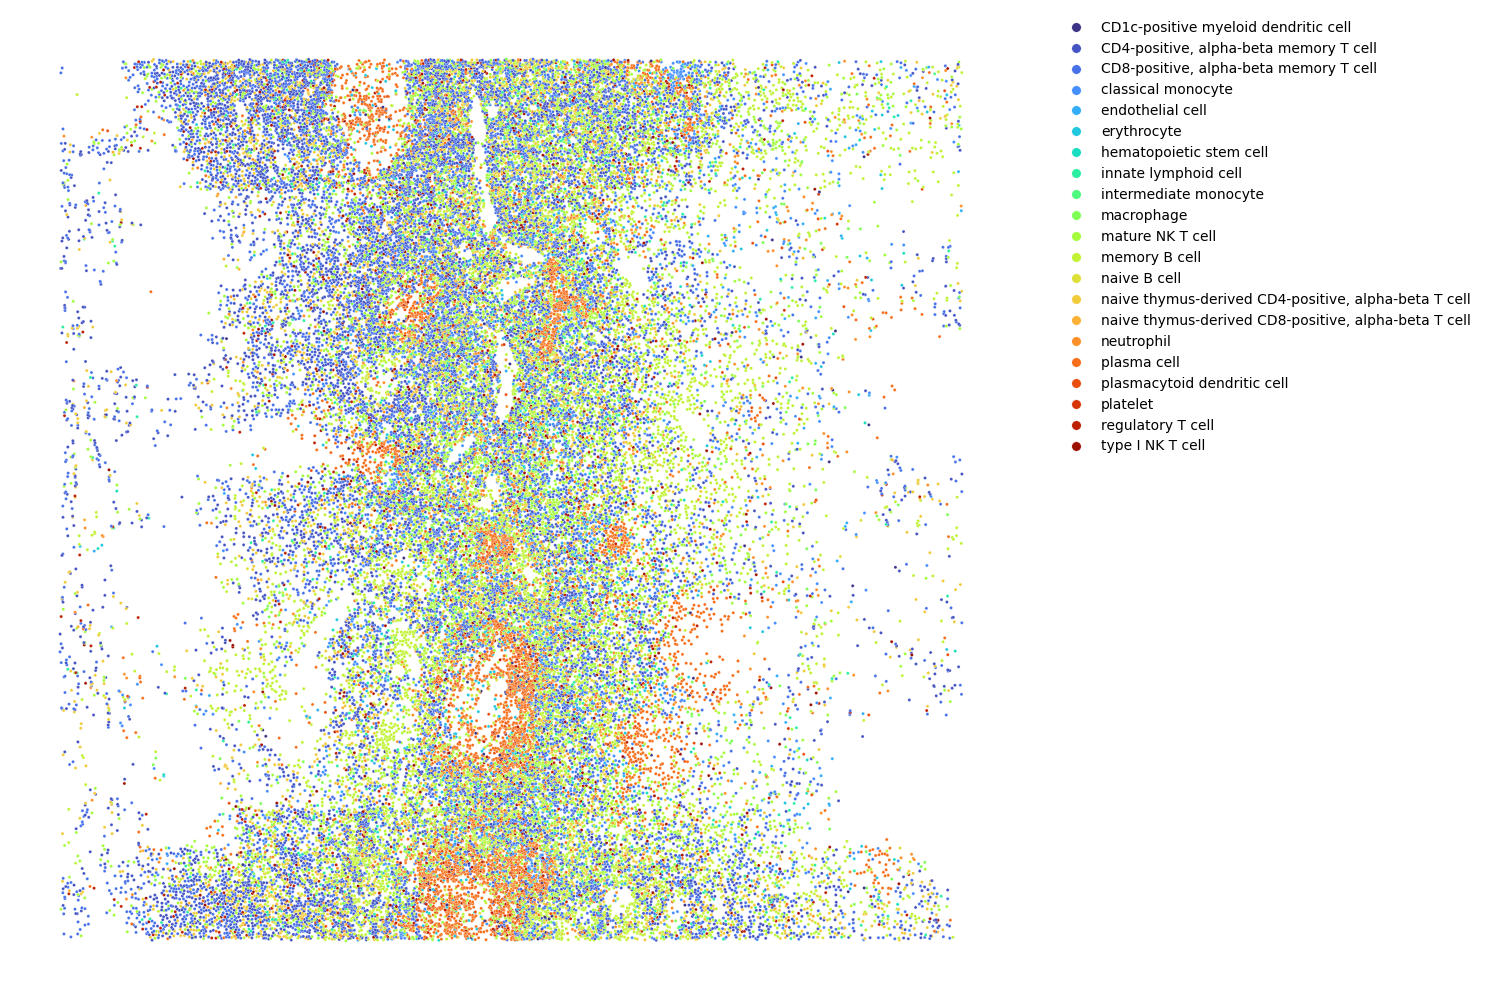 CD1c-positive myeloid dendritic cell
CD4-positive, alpha-beta memory T cell
CD8-positive, alpha-beta memory T cell
classical monocyte
endothelial cell
erythrocyte
hematopoietic stem cell
innate lymphoid cell
intermediate monocyte
macrophage
mature NK T cell
memory B cell
naive B cell
naive thymus-derived CD4-positive, alpha-beta T cell
naive thymus-derived CD8-positive, alpha-beta T cell
neutrophil
plasma cell
plasmacytoid dendritic cell
platelet
regulatory T cell
type I NK T cell